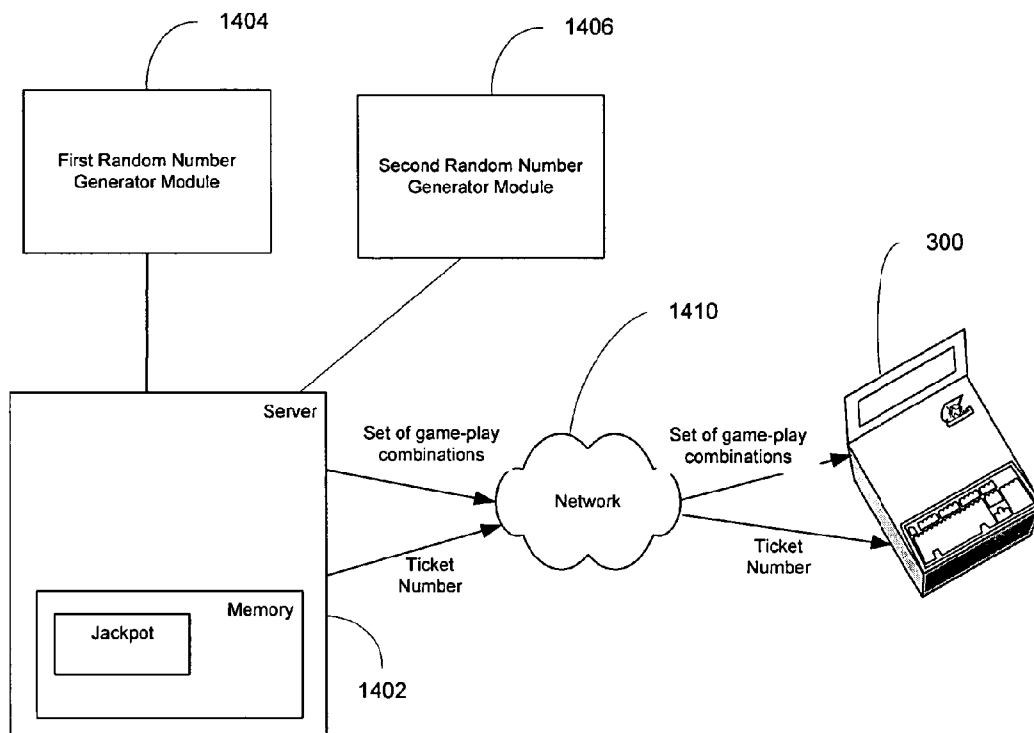 1404
1406
First Random Number
Generator Module
Second Random Number
Generator Module
300
1410
Server
Set of game-play
combinations
Set of game-play
combinations
Network
Ticket
Number
Ticket
Number
Memory
Jackpot
1402